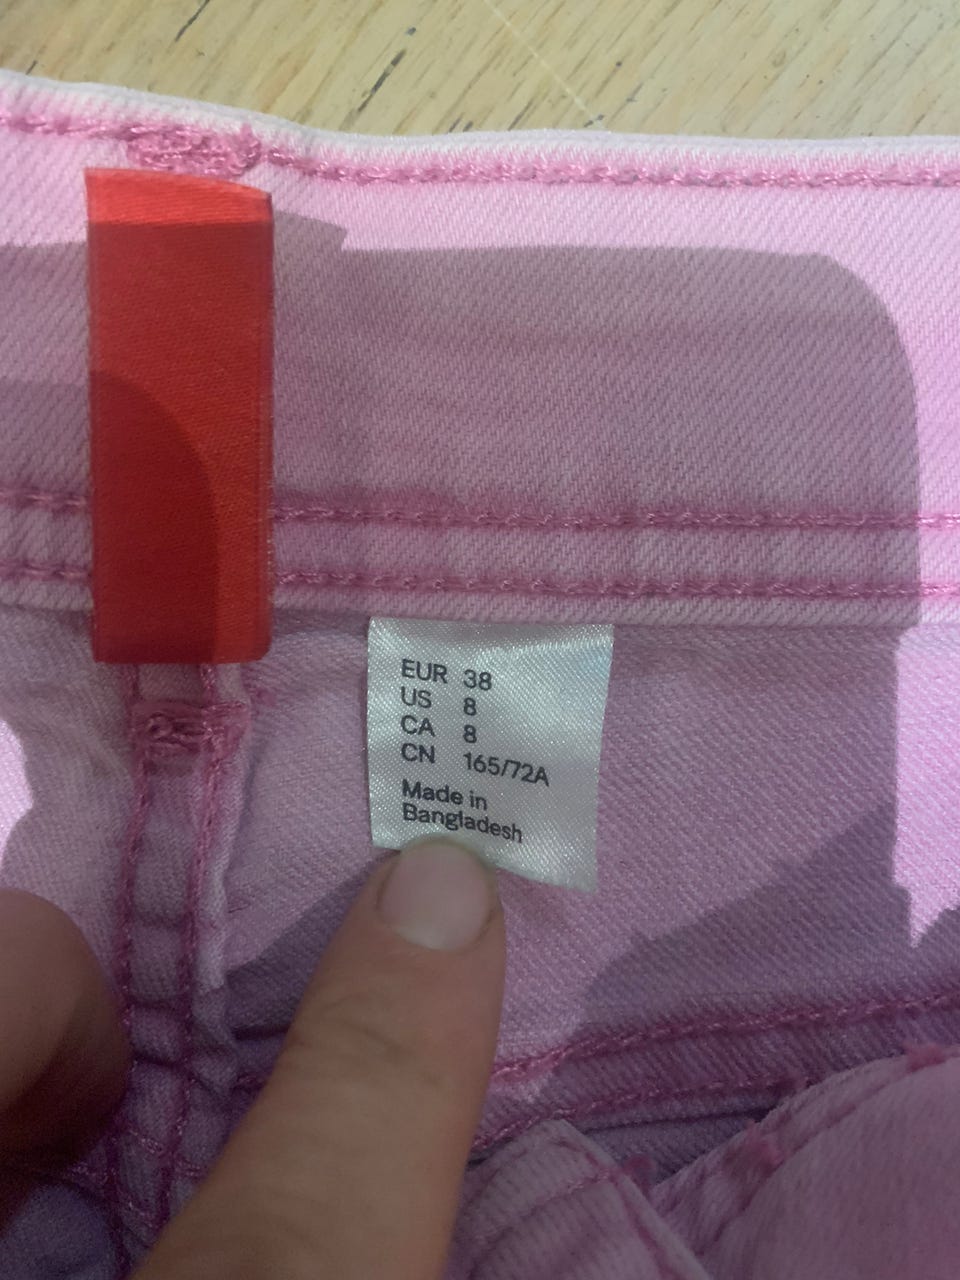 EUR 38
US 8
CA 8
CN 165/72A
Made in
Bangladesh